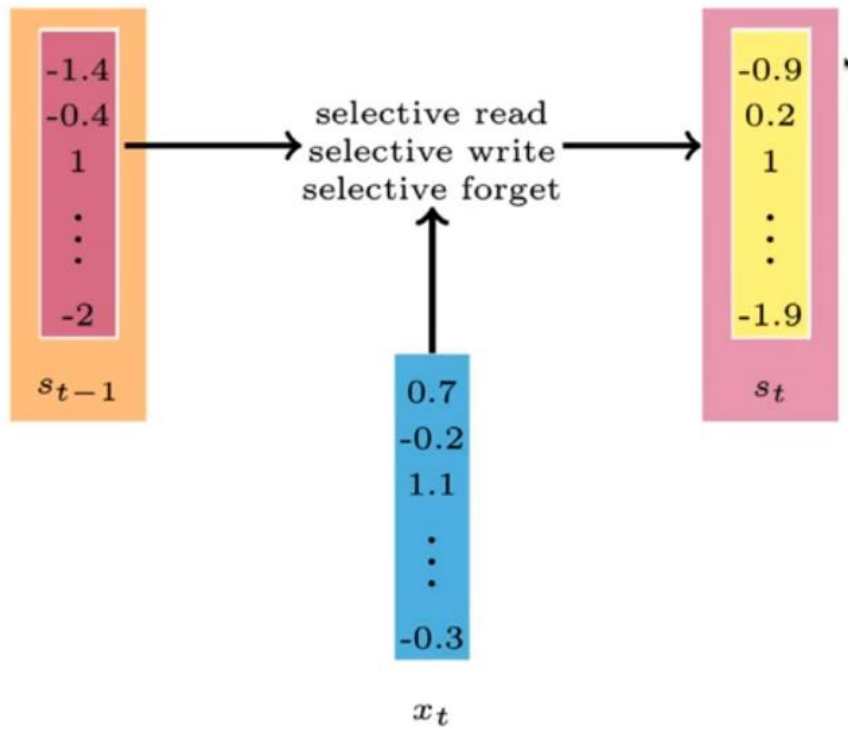 -1.4
-0.4
1
⋮
-2
s_{t-1}
selective read
selective write
selective forget
0.7
-0.2
1.1
⋮
-0.3
x_t
-0.9
0.2
1
⋮
-1.9
s_t